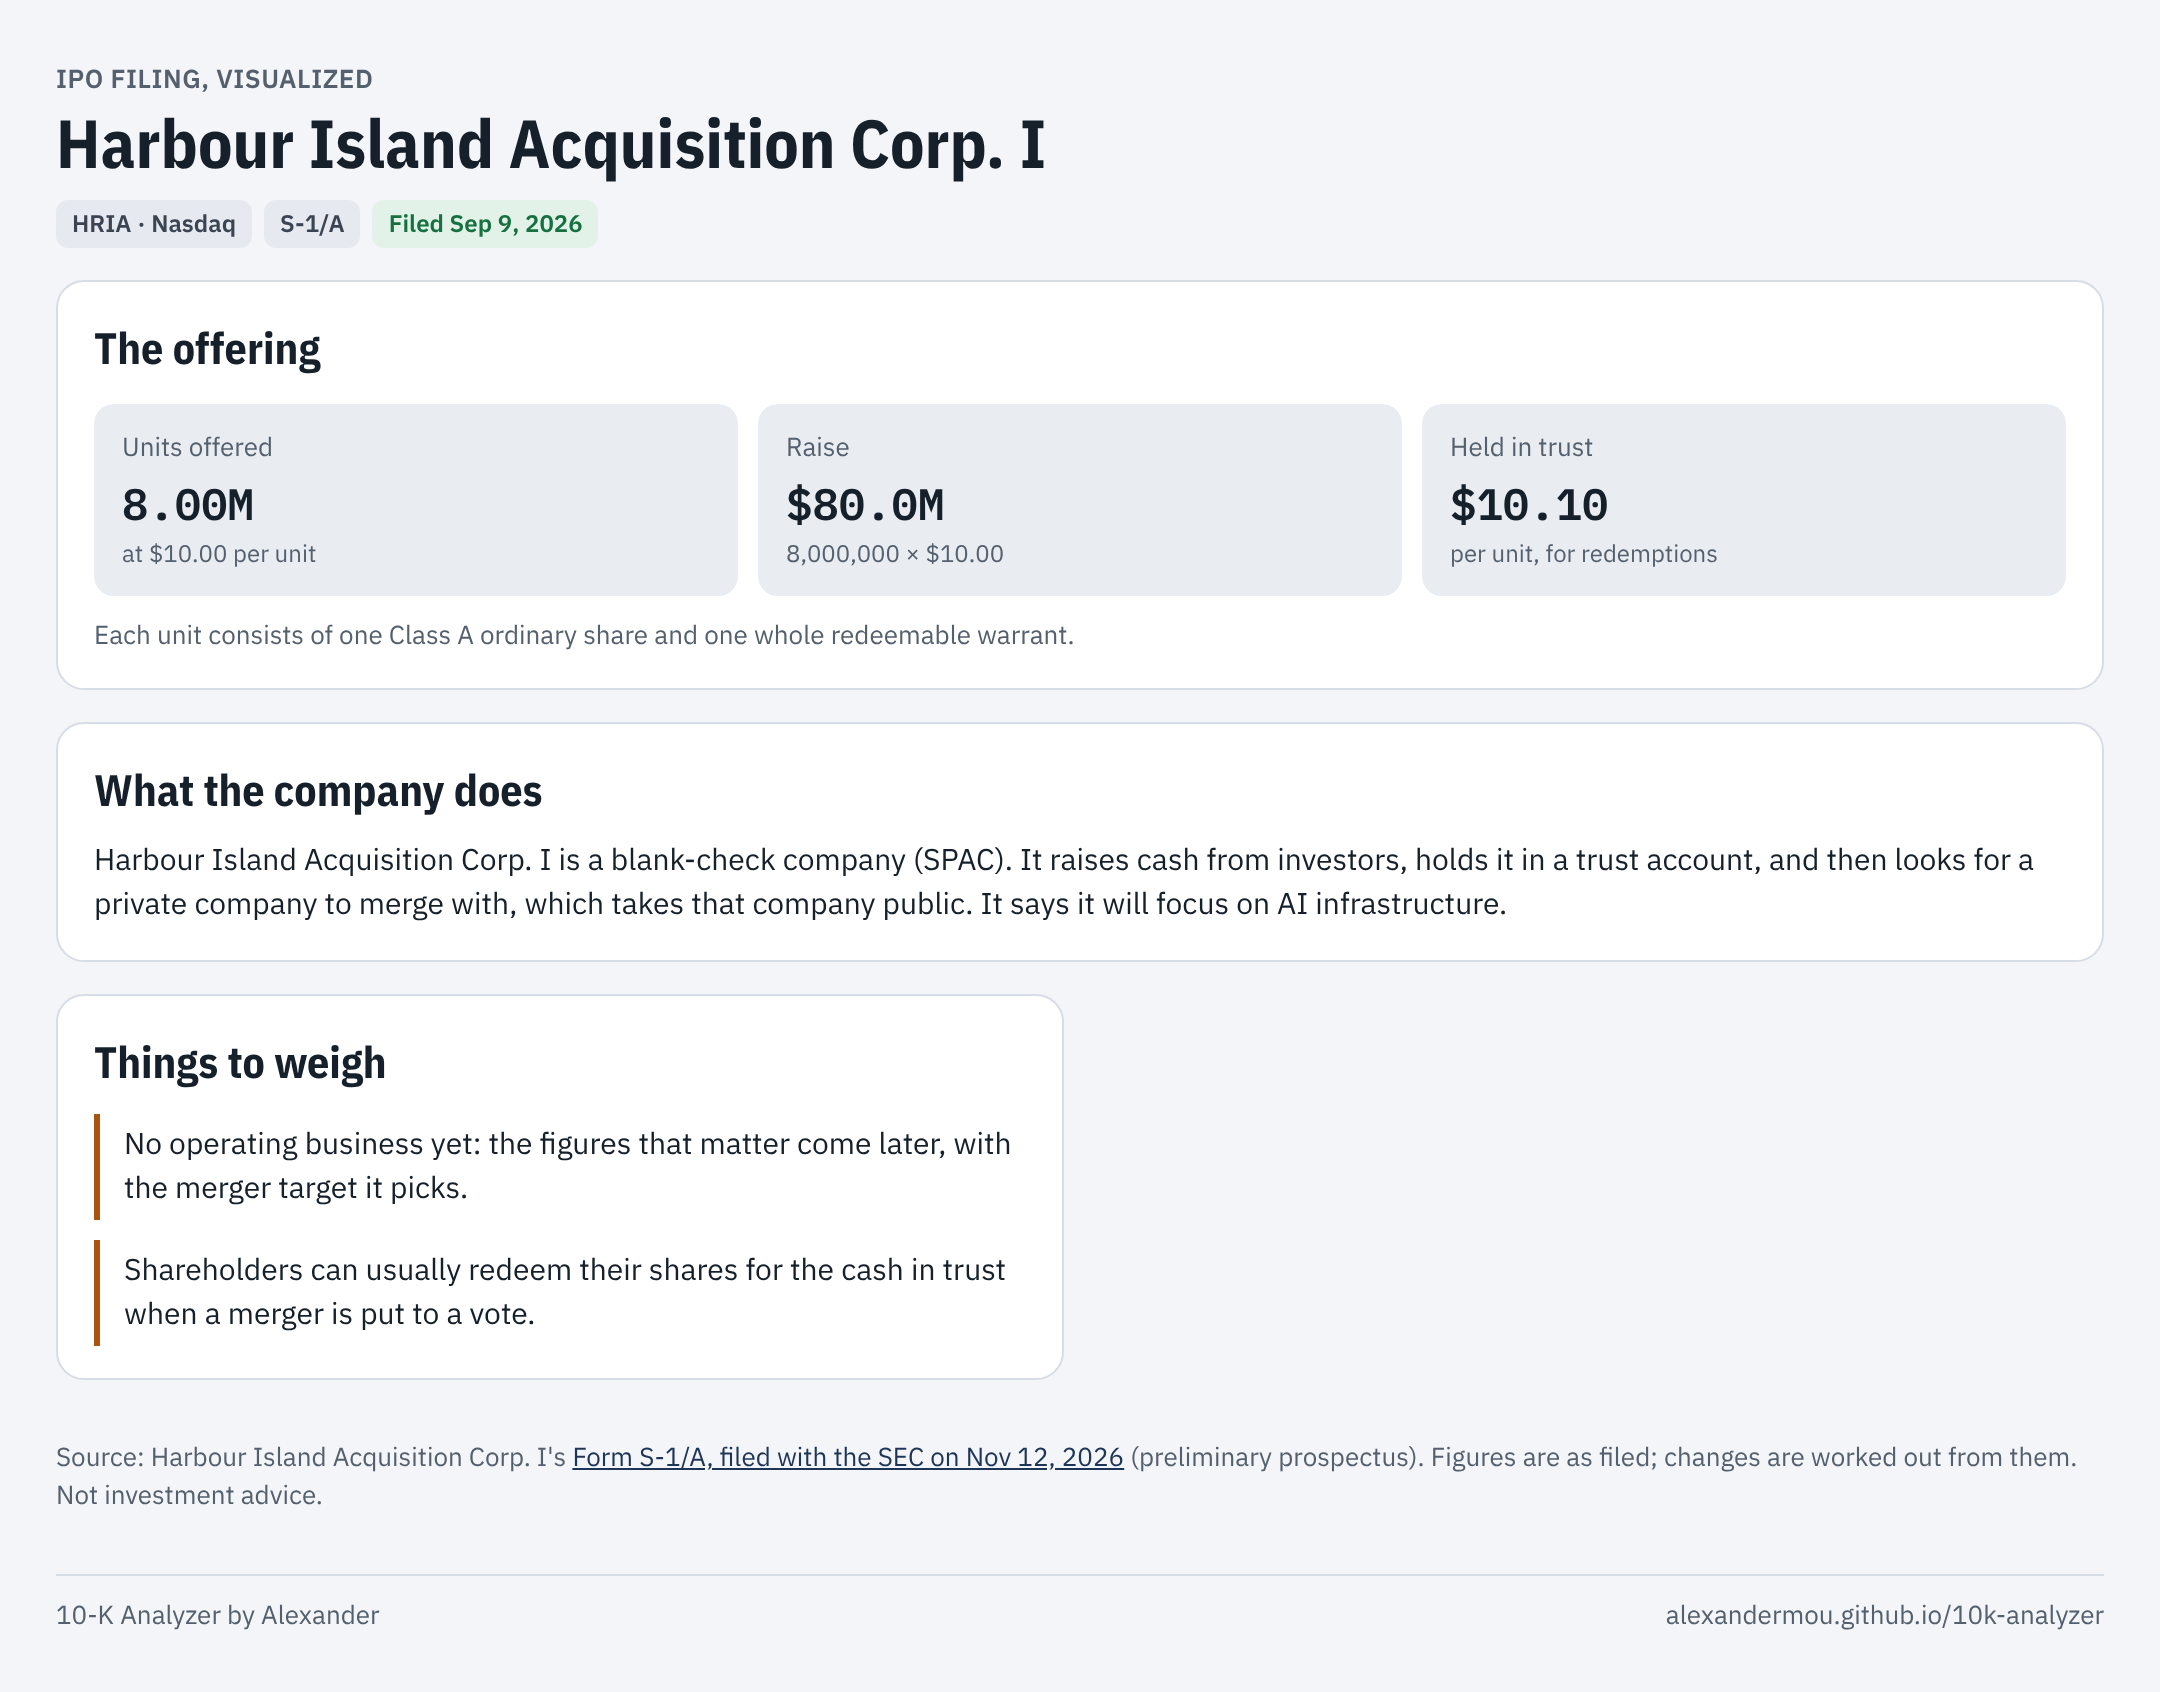 IPO FILING, VISUALIZED
Harbour Island Acquisition Corp. I
HRIA · Nasdaq
S-1/A
Filed Sep 9, 2026
The offering
Units offered
8.00M
at $10.00 per unit
Raise
$80.0M
8,000,000 × $10.00
Held in trust
$10.10
per unit, for redemptions
Each unit consists of one Class A ordinary share and one whole redeemable warrant.
What the company does
Harbour Island Acquisition Corp. I is a blank-check company (SPAC). It raises cash from investors, holds it in a trust account, and then looks for a
private company to merge with, which takes that company public. It says it will focus on AI infrastructure.
Things to weigh
No operating business yet: the figures that matter come later, with
the merger target it picks.
Shareholders can usually redeem their shares for the cash in trust
when a merger is put to a vote.
Source: Harbour Island Acquisition Corp. I's Form S-1/A, filed with the SEC on Nov 12, 2026 (preliminary prospectus). Figures are as filed; changes are worked out from them.
Not investment advice.
10-K Analyzer by Alexander
alexandermou.github.io/10k-analyzer